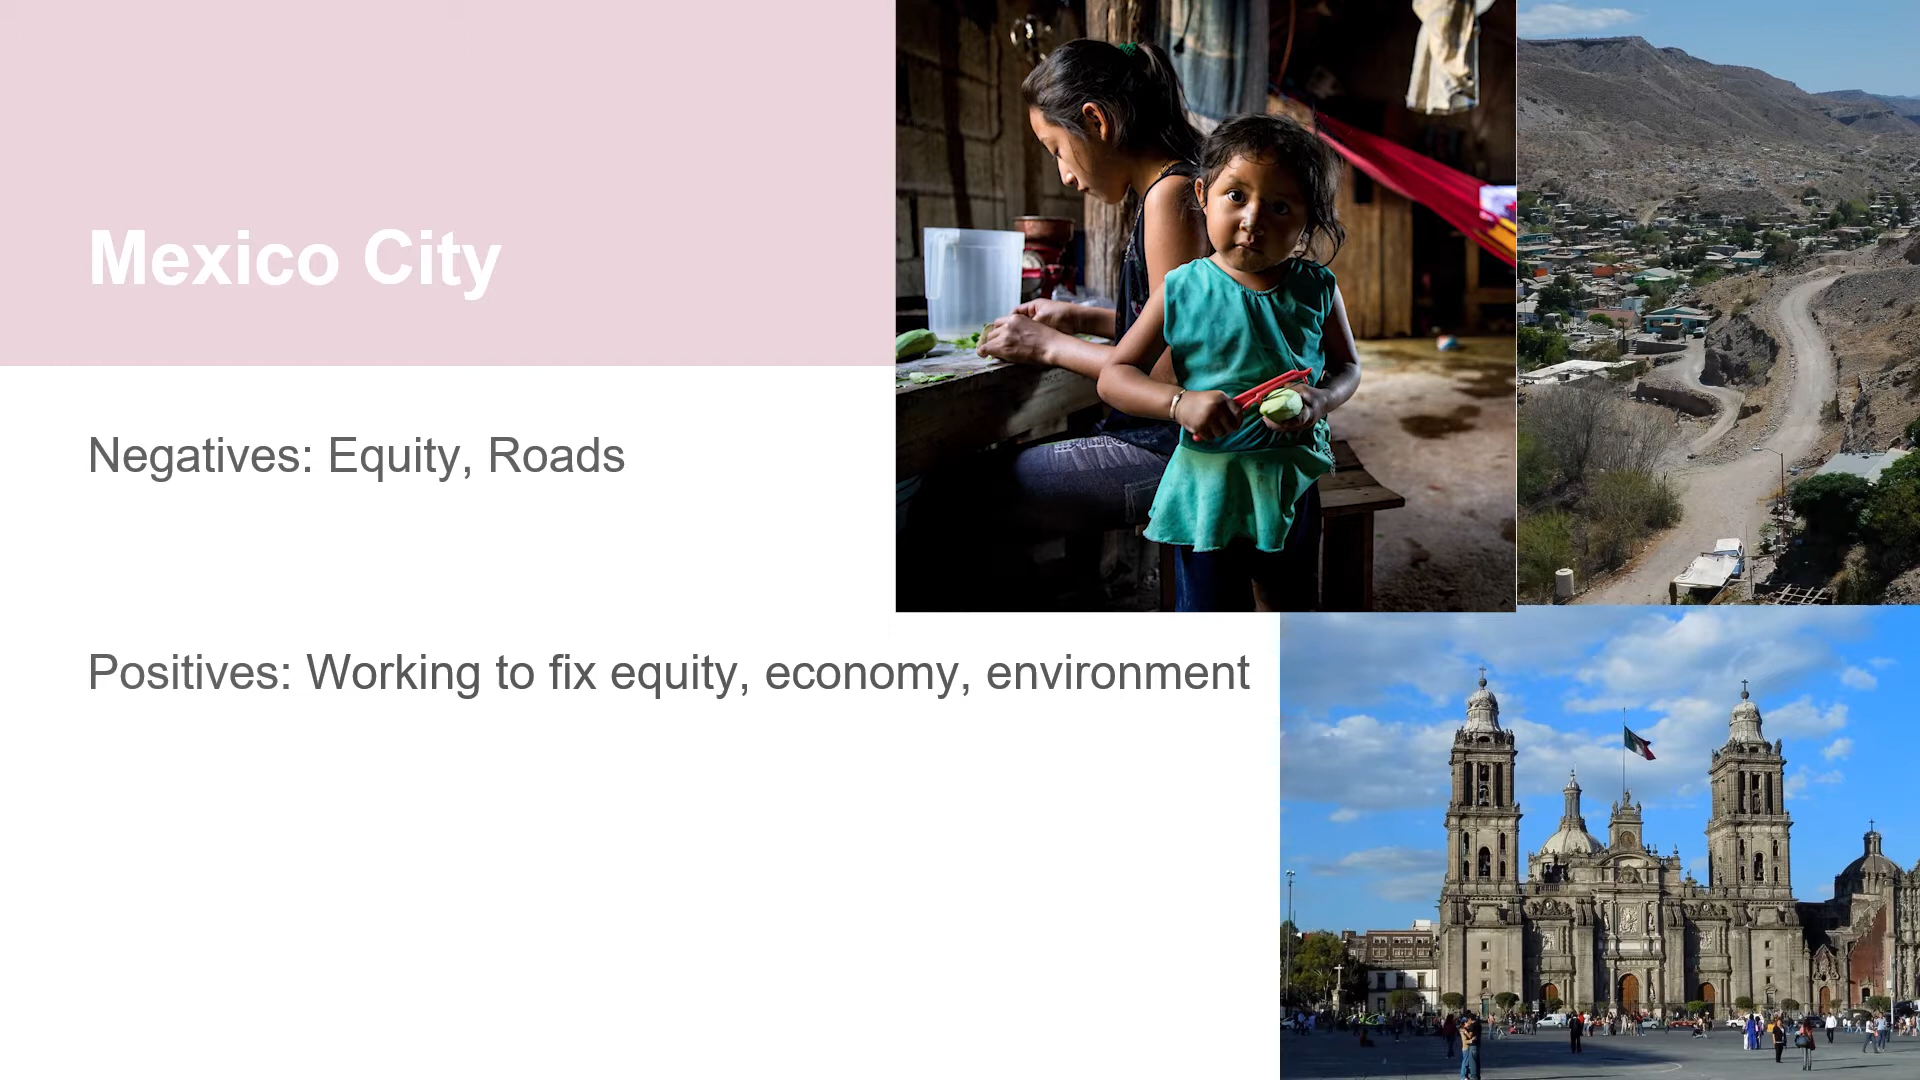 Mexico City
Negatives: Equity, Roads
Positives: Working to fix equity, economy, environment